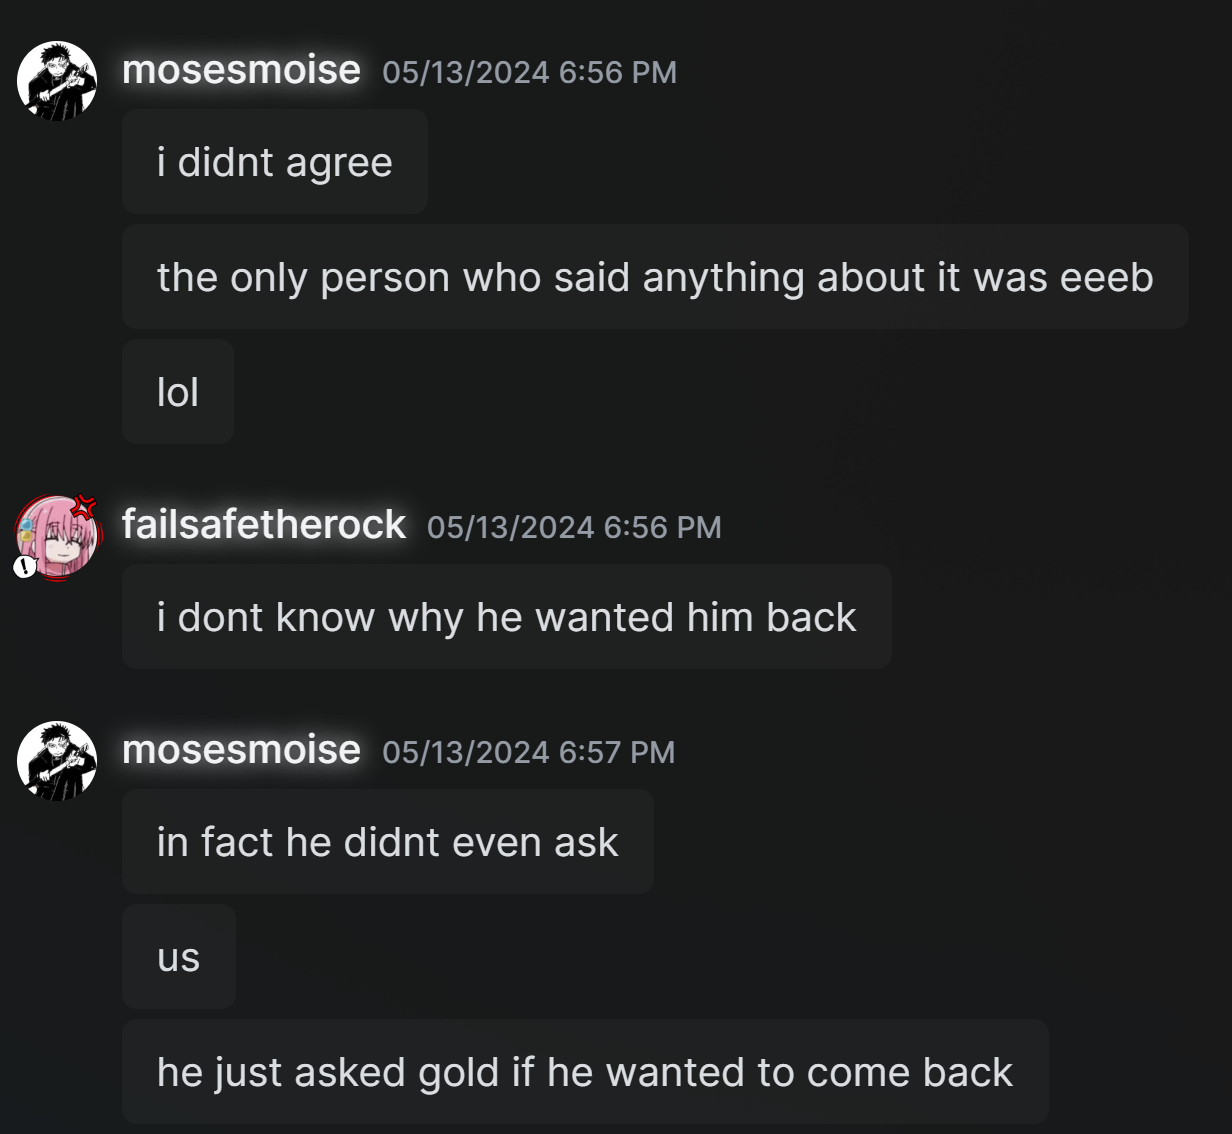 mosesmoise 05/13/2024 6:56 PM
i didnt agree
the only person who said anything about it was eeeb
lol
failsafetherock 05/13/2024 6:56 PM
i dont know why he wanted him back
mosesmoise 05/13/2024 6:57 PM
in fact he didnt even ask
us
he just asked gold if he wanted to come back